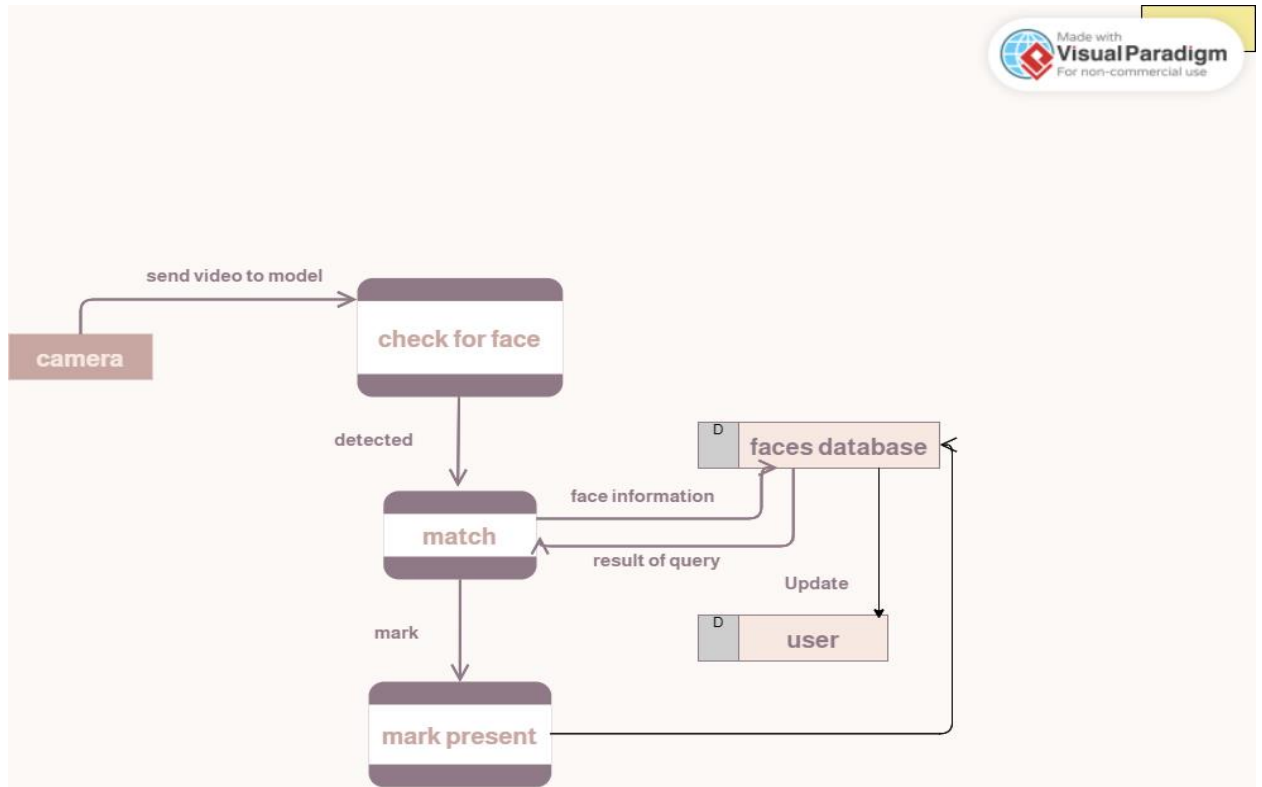 Made with
Visual Paradigm
For non-commercial use
send video to model
camera
check for face
detected
D
faces database
face information
match
result of query
Update
mark
D
user
mark present